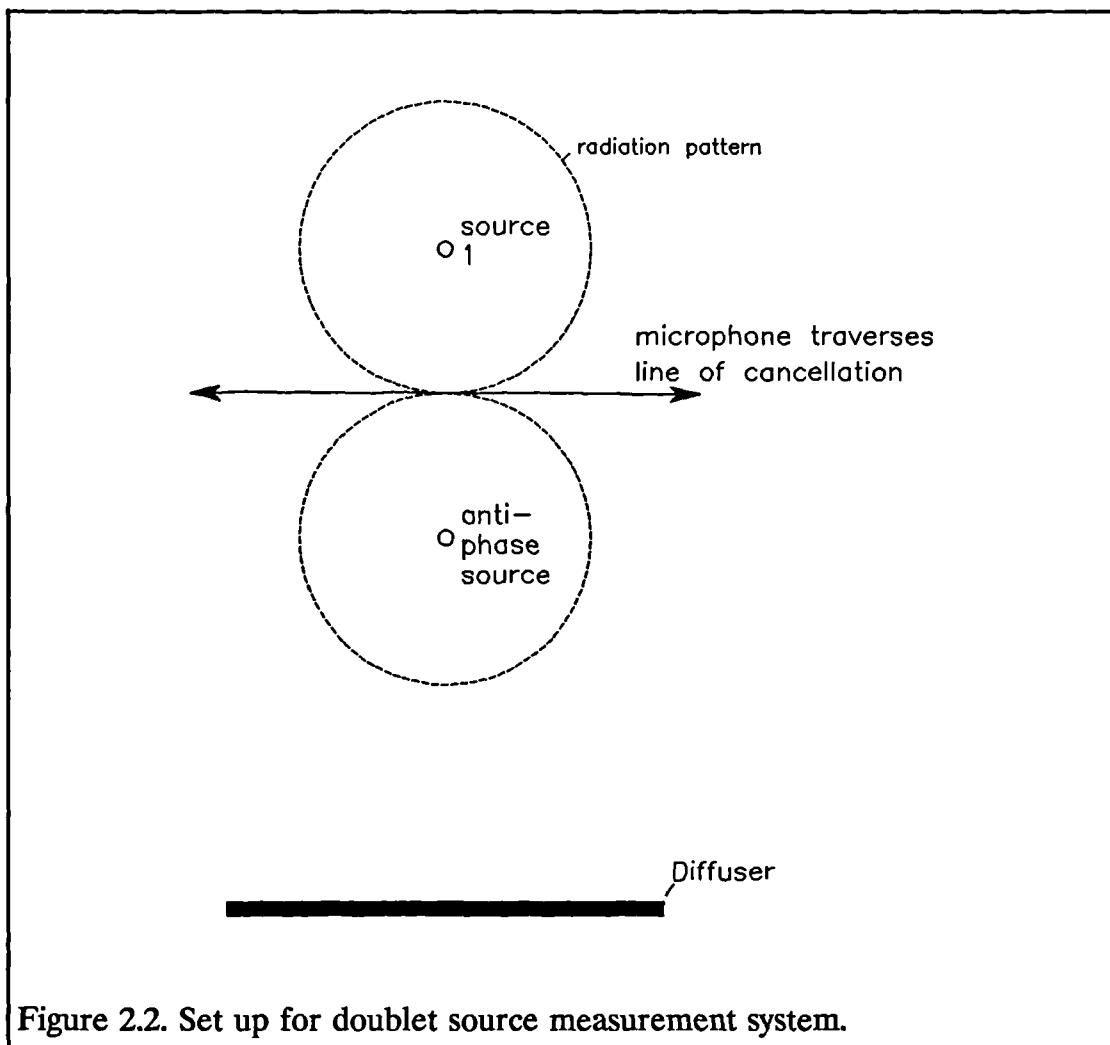 radiation pattern
source
1
microphone traverses
line of cancellation
anti-
phase
source
Diffuser
Figure 2.2. Set up for doublet source measurement system.